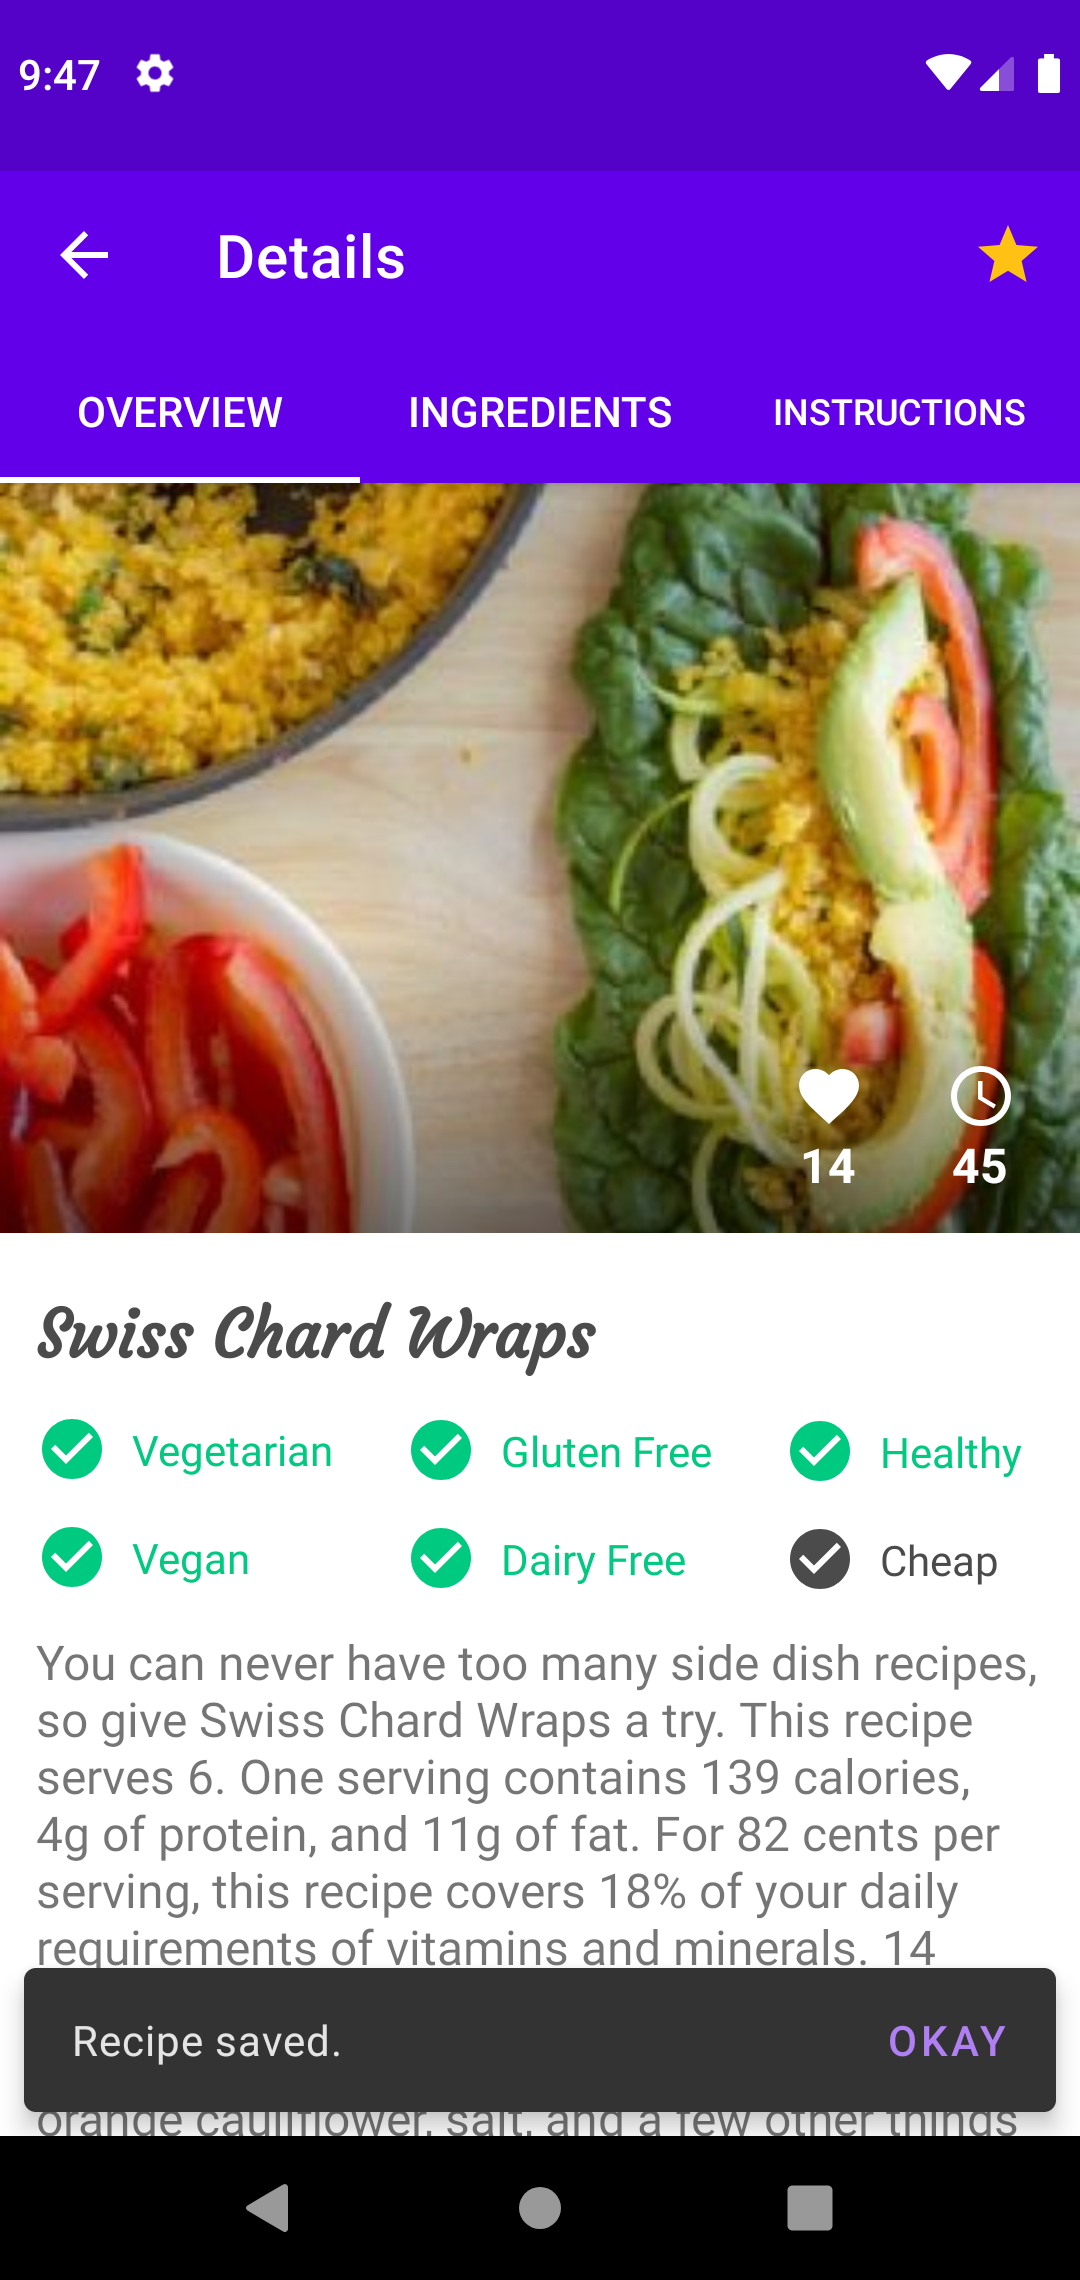 9:47
Details
OVERVIEW INGREDIENTS INSTRUCTIONS
14 45
Swiss Chard Wraps
Vegetarian Gluten Free Healthy
Vegan Dairy Free Cheap
You can never have too many side dish recipes,
so give Swiss Chard Wraps a try. This recipe
serves 6. One serving contains 139 calories,
4g of protein, and 11g of fat. For 82 cents per
serving, this recipe covers 18% of your daily
requirements of vitamins and minerals. 14
Recipe saved. OKAY
orange cauliflower, salt, and a few other things